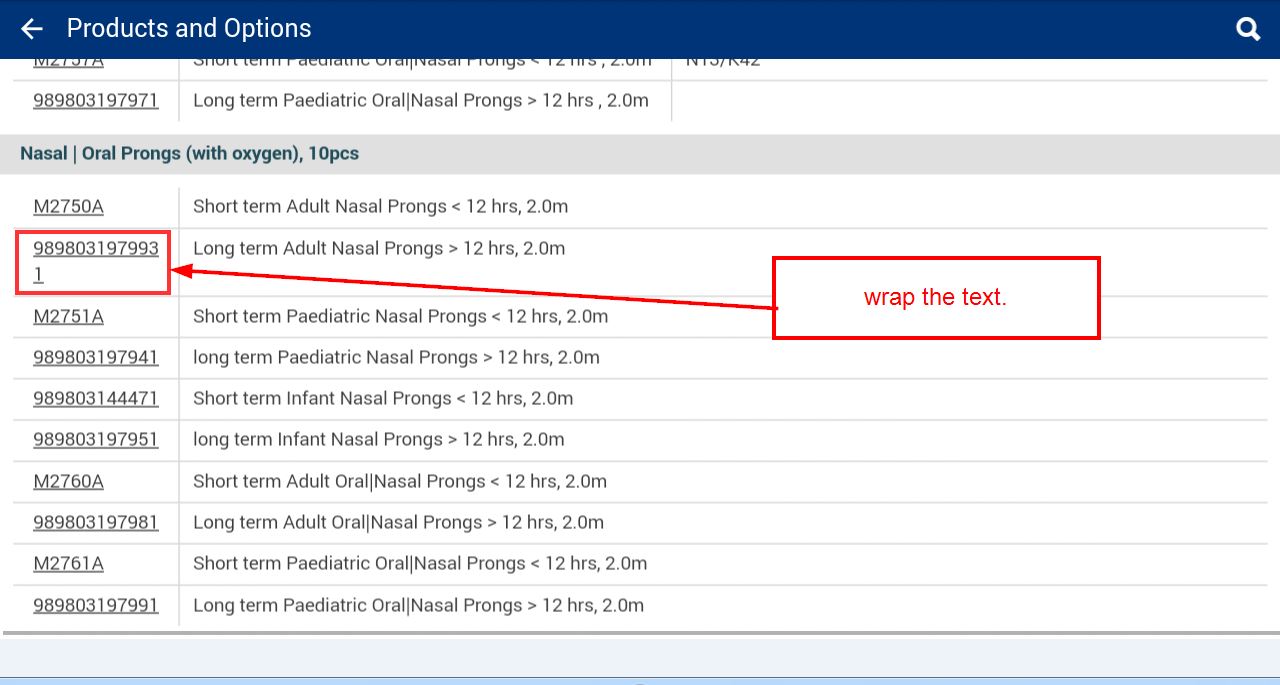 Products and Options
M2757A Short term Paediatric Oral|Nasal Prongs < 12 hrs , 2.0m N13/K42
989803197971 Long term Paediatric Oral|Nasal Prongs > 12 hrs , 2.0m
Nasal | Oral Prongs (with oxygen), 10pcs
M2750A Short term Adult Nasal Prongs < 12 hrs, 2.0m
989803197993 Long term Adult Nasal Prongs > 12 hrs, 2.0m
1
wrap the text.
M2751A Short term Paediatric Nasal Prongs < 12 hrs, 2.0m
989803197941 long term Paediatric Nasal Prongs > 12 hrs, 2.0m
989803144471 Short term Infant Nasal Prongs < 12 hrs, 2.0m
989803197951 long term Infant Nasal Prongs > 12 hrs, 2.0m
M2760A Short term Adult Oral|Nasal Prongs < 12 hrs, 2.0m
989803197981 Long term Adult Oral|Nasal Prongs > 12 hrs, 2.0m
M2761A Short term Paediatric Oral|Nasal Prongs < 12 hrs, 2.0m
989803197991 Long term Paediatric Oral|Nasal Prongs > 12 hrs, 2.0m